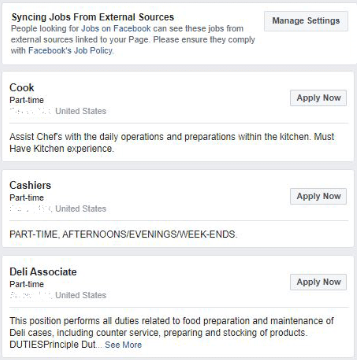 Syncing Jobs From External Sources
Manage Settings
People looking for Jobs on Facebook can see these jobs from
external sources linked to your Page. Please ensure they comply
with Facebook's Job Policy.
Cook
Part-time
Apply Now
United States
Assist Chef's with the daily operations and preparations within the kitchen. Must
Have Kitchen experience.
Cashiers
Part-time
Apply Now
United States
PART-TIME, AFTERNOONS/EVENINGS/WEEK-ENDS.
Deli Associate
Part-time
Apply Now
United States
This position performs all duties related to food preparation and maintenance of
Deli cases, including counter service, preparing and stocking of products.
DUTIESPrinciple Dut... See More